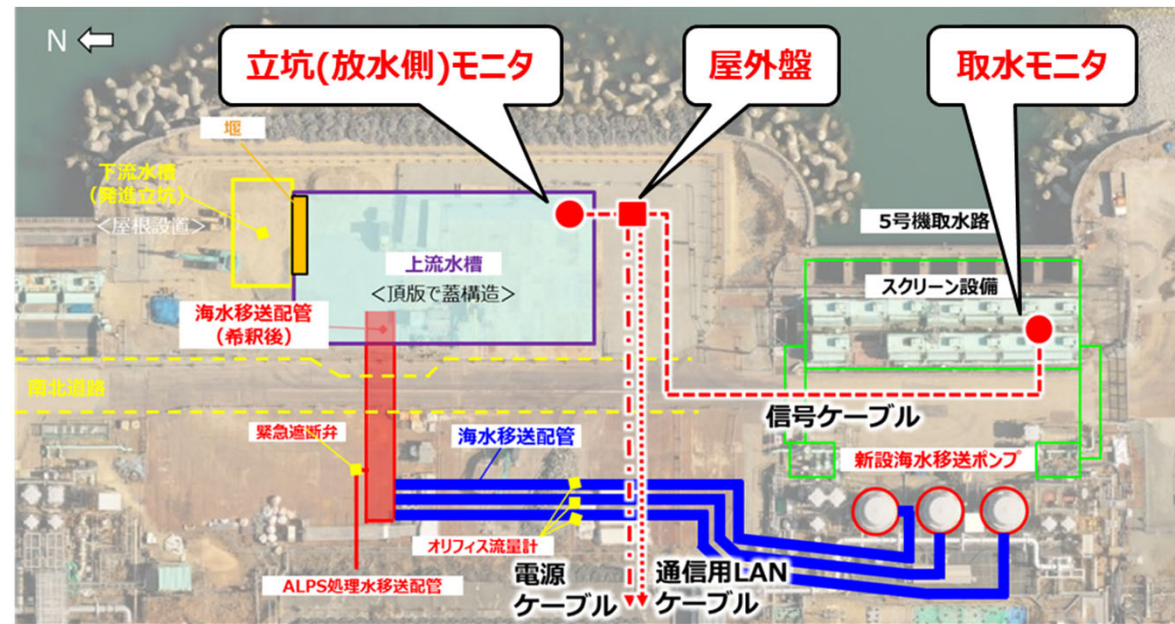 N
立坑(放水側)モニタ
屋外盤
取水モニタ
堰
下流水槽
(発進立坑)
<屋根設置>
5号機取水路
上流水槽
<頂版で蓋構造>
スクリーン設備
海水移送配管
(希釈後)
南北道路
信号ケーブル
緊急遮断弁
海水移送配管
新設海水移送ポンプ
オリフィス流量計
ALPS処理水移送配管
電源
ケーブル
通信用LAN
ケーブル